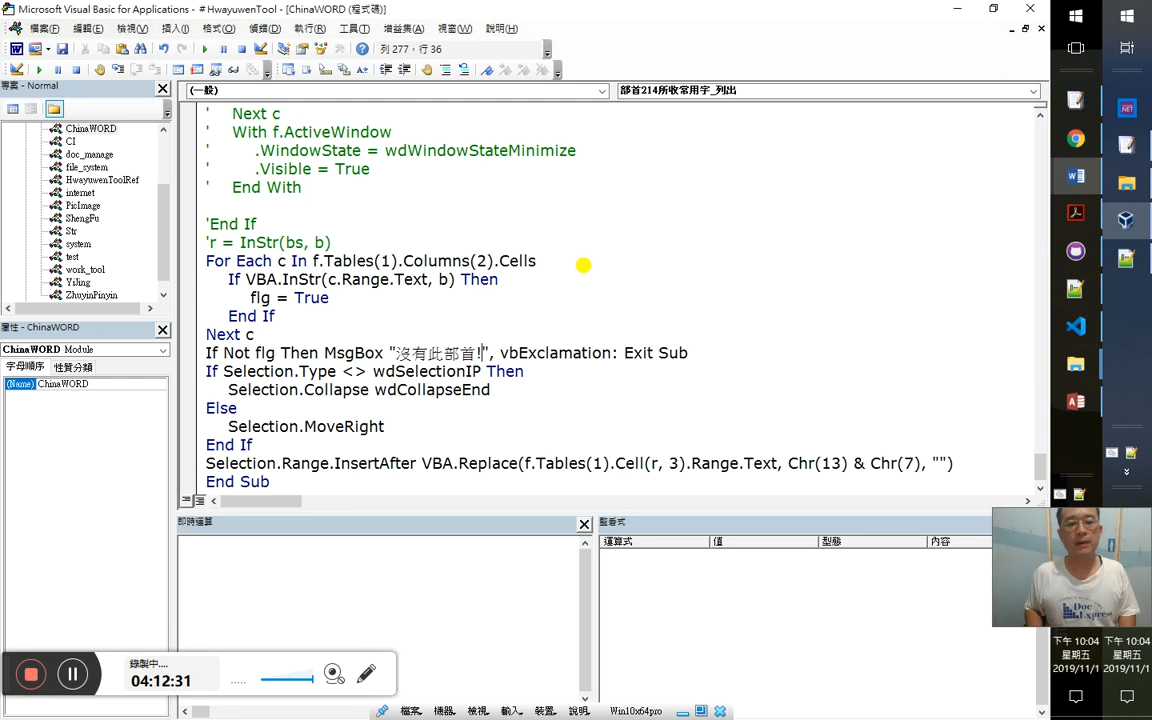 Microsoft Visual Basic for Applications - #HwayuwenTool - [ChinaWORD (程式碼)]
檔案(F) 編輯(E) 檢視(V) 插入(I) 格式(O) 偵錯(D) 執行(R) 工具(T) 增益集(A) 視窗(W) 說明(H)
列 277，行 36
專案 - Normal
(一般)
部首214所收常用字_列出
ChinaWORD
CI
doc_manage
file_system
HwayuwenToolRef
internet
PicImage
ShengFu
Str
system
test
work_tool
YiJing
ZhuyinPinyin
屬性 - ChinaWORD
ChinaWORD Module
字母順序 性質分類
(Name) ChinaWORD
' Next c
' With f.ActiveWindow
' .WindowState = wdWindowStateMinimize
' .Visible = True
' End With
'End If
'r = InStr(bs, b)
For Each c In f.Tables(1).Columns(2).Cells
If VBA.InStr(c.Range.Text, b) Then
flg = True
End If
Next c
If Not flg Then MsgBox "沒有此部首!", vbExclamation: Exit Sub
If Selection.Type <> wdSelectionIP Then
Selection.Collapse wdCollapseEnd
Else
Selection.MoveRight
End If
Selection.Range.InsertAfter VBA.Replace(f.Tables(1).Cell(r, 3).Range.Text, Chr(13) & Chr(7), "")
End Sub
即時運算
監看式
運算式 值 型態 內容
Doc
Express
錄製中....
04:12:31
檔案 機器 檢視 輸入 裝置 說明 Win10x64pro
下午 10:04 下午 10:04
星期五 星期五
2019/11/1 2019/11/1